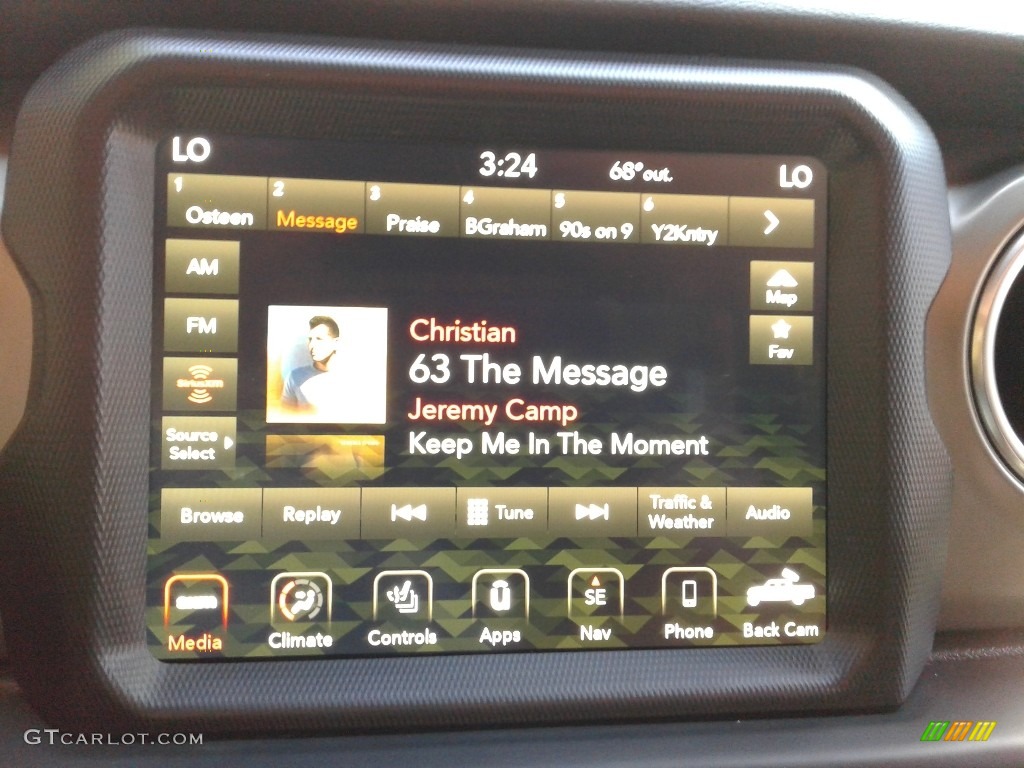 LO 3:24 68° out. LO
1 2 3 4 5 6
Osteen Message Praise BGraham 90s on 9 Y2Kntry
AM
Map
FM
Fav
SiriusXM
Source
Select
Christian
63 The Message
Jeremy Camp
Keep Me In The Moment
Browse Replay Tune Traffic & Weather Audio
SE
Media Climate Controls Apps Nav Phone Back Cam
GTCARLOT.COM